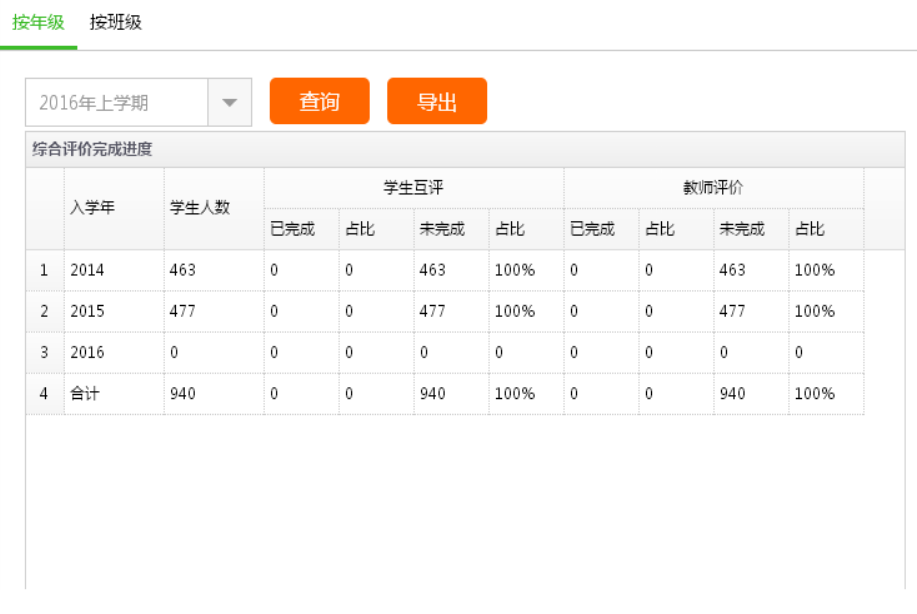 按年级 按班级
2016年上学期 查询 导出
综合评价完成进度
入学年 学生人数 学生互评 教师评价
已完成 占比 未完成 占比 已完成 占比 未完成 占比
1 2014 463 0 0 463 100% 0 0 463 100%
2 2015 477 0 0 477 100% 0 0 477 100%
3 2016 0 0 0 0 0 0 0 0 0
4 合计 940 0 0 940 100% 0 0 940 100%